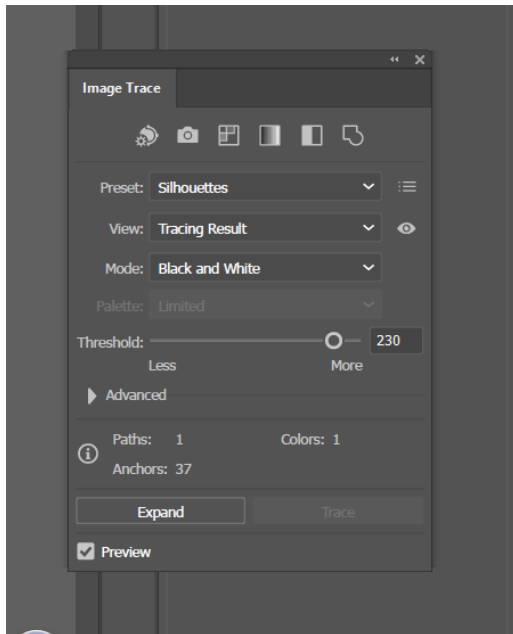 Image Trace
Preset: Silhouettes
View: Tracing Result
Mode: Black and White
Palette: Limited
Threshold: 230
Less More
Advanced
Paths: 1 Colors: 1
Anchors: 37
Expand Trace
Preview